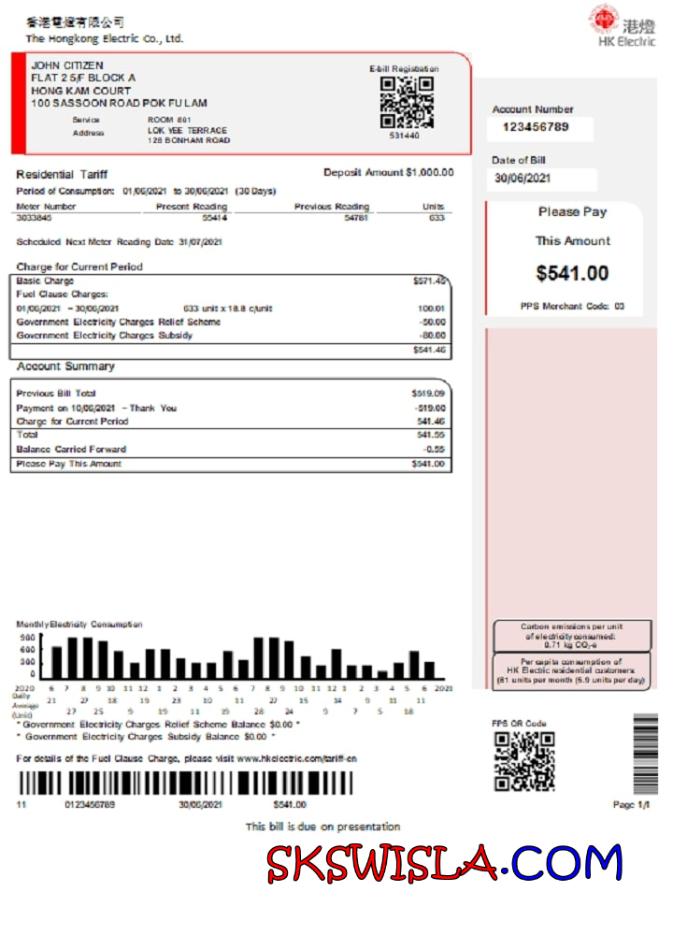 香港電燈有限公司
The Hongkong Electric Co., Ltd.
港燈
HK Electric
JOHN CITIZEN
FLAT 2 5/F BLOCK A
HONG KAM COURT
100 SASSOON ROAD POK FU LAM
Service Address
ROOM 801
LOK YEE TERRACE
128 BONHAM ROAD
E-bill Registration
531440
Account Number
123456789
Date of Bill
30/06/2021
Please Pay
This Amount
$541.00
PPS Merchant Code: 03
Residential Tariff Deposit Amount $1,000.00
Period of Consumption: 01/06/2021 to 30/06/2021 (30 Days)
Meter Number Present Reading Previous Reading Units
3033845 55414 54781 633
Scheduled Next Meter Reading Date 31/07/2021
Charge for Current Period
Basic Charge $571.45
Fuel Clause Charges:
01/06/2021 – 30/06/2021 633 unit x 18.8 c/unit 100.01
Government Electricity Charges Relief Scheme -50.00
Government Electricity Charges Subsidy -80.00
$541.46
Account Summary
Previous Bill Total $519.09
Payment on 10/06/2021 – Thank You -519.00
Charge for Current Period 541.46
Total 541.55
Balance Carried Forward -0.55
Please Pay This Amount $541.00
Carbon emissions per unit
of electricity consumed:
0.71 kg CO₂-e
Per capita consumption of
HK Electric residential customers
(81 units per month (5.9 units per day)
Monthly Electricity Consumption
900
600
300
0
2020 6 7 8 9 10 11 12 1 2 3 4 5 6 7 8 9 10 11 12 1 2 3 4 5 6 2021
Daily Average (Unit)
21 27 18 19 13 11 13 27 19 19 14 9 11 11
27 25 9 19 11 19 28 24 9 7 5 18
* Government Electricity Charges Relief Scheme Balance $0.00 *
* Government Electricity Charges Subsidy Balance $0.00 *
For details of the Fuel Clause Charge, please visit www.hkelectric.com/tariff-en
11 0123456789 30/06/2021 $541.00
FPS QR Code
Page 1/1
This bill is due on presentation
SKSWISLA.COM